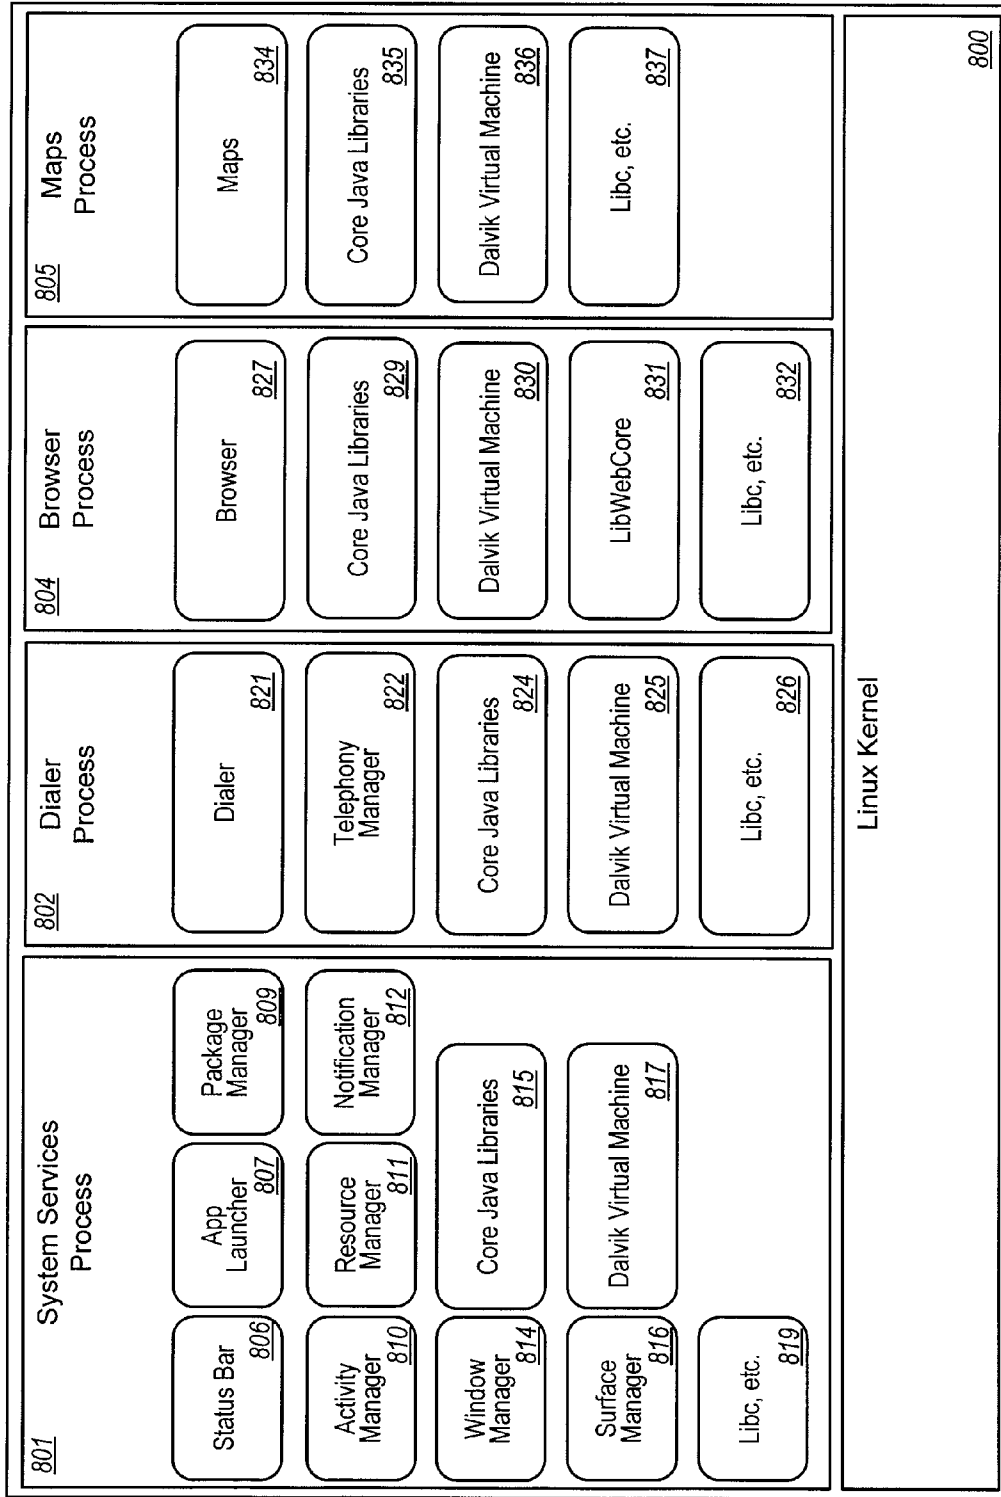 801
System Services
Process
Status Bar
806
App
Launcher
807
Package
Manager
809
Activity
Manager
810
Resource
Manager
811
Notification
Manager
812
Window
Manager
814
Core Java Libraries
815
Surface
Manager
816
Dalvik Virtual Machine
817
Libc, etc.
819
802
Dialer
Process
Dialer
821
Telephony
Manager
822
Core Java Libraries
824
Dalvik Virtual Machine
825
Libc, etc.
826
804
Browser
Process
Browser
827
Core Java Libraries
829
Dalvik Virtual Machine
830
LibWebCore
831
Libc, etc.
832
805
Maps
Process
Maps
834
Core Java Libraries
835
Dalvik Virtual Machine
836
Libc, etc.
837
Linux Kernel
800